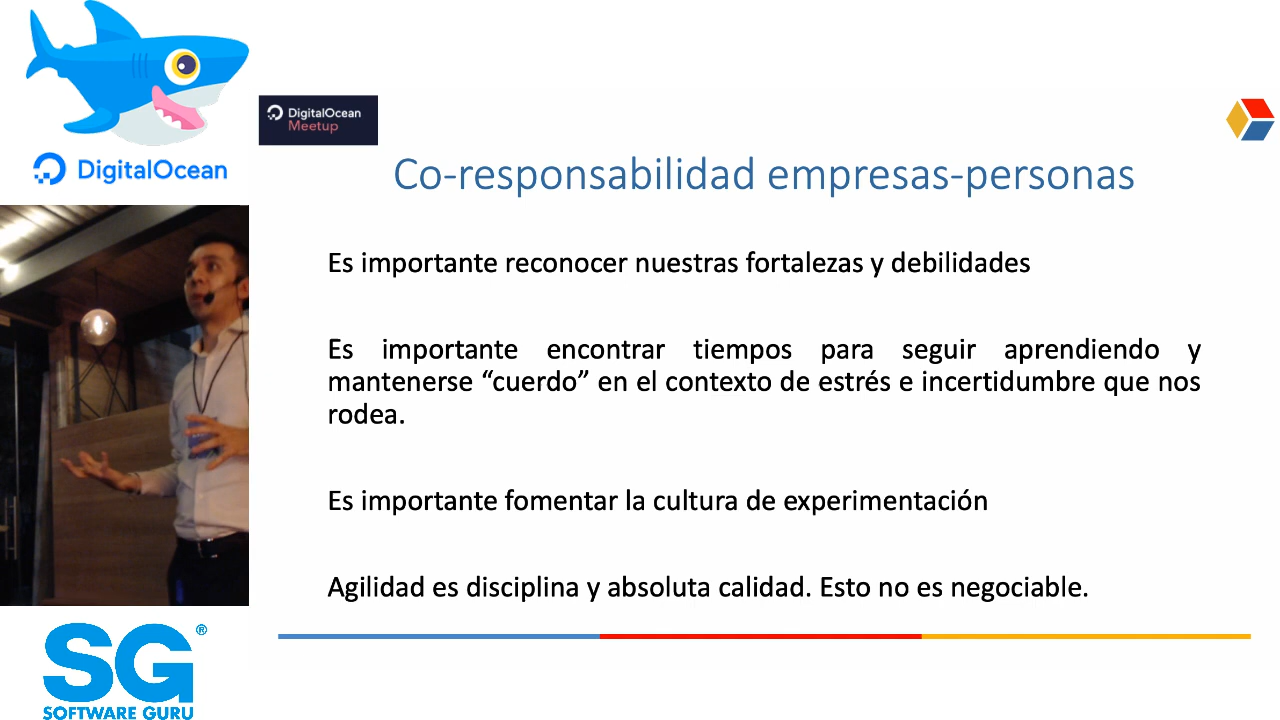 DigitalOcean
DigitalOcean
Meetup
Co-responsabilidad empresas-personas
Es importante reconocer nuestras fortalezas y debilidades
Es importante encontrar tiempos para seguir aprendiendo y
mantenerse “cuerdo” en el contexto de estrés e incertidumbre que nos
rodea.
Es importante fomentar la cultura de experimentación
Agilidad es disciplina y absoluta calidad. Esto no es negociable.
SG®
SOFTWARE GURU